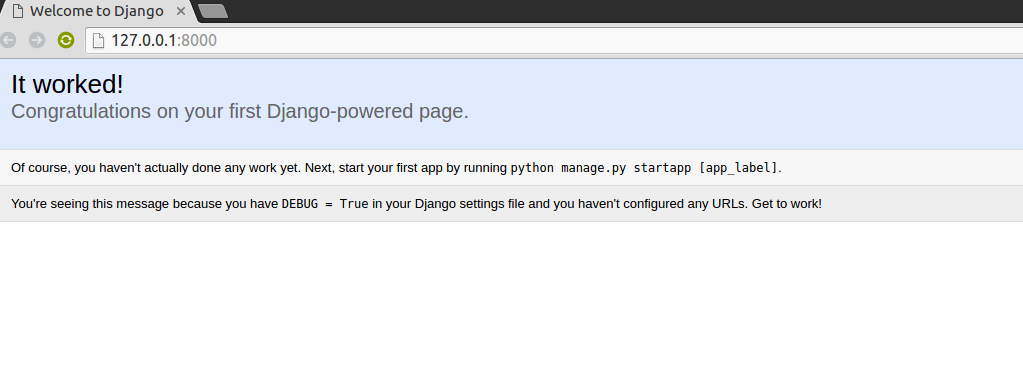 Welcome to Django
127.0.0.1:8000
It worked!
Congratulations on your first Django-powered page.
Of course, you haven't actually done any work yet. Next, start your first app by running python manage.py startapp [app_label].
You're seeing this message because you have DEBUG = True in your Django settings file and you haven't configured any URLs. Get to work!